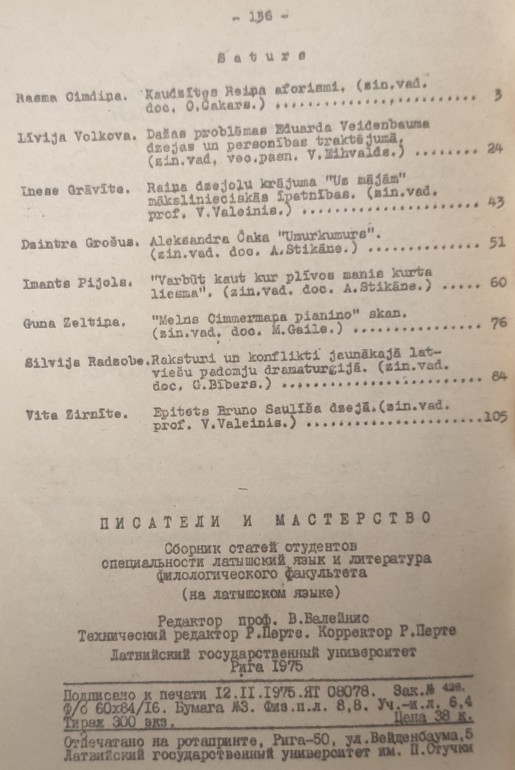 - 136 -
Saturs
Rasma Cimdiņa. Kaudzītes Reiņa aforismi. (zin.vad.
doc. O.Čakars.) .......................... 3
Līvija Volkova. Dažas problēmas Eduarda Veidenbauma
dzejas un personības traktējumā.
(zin.vad. vec.pasn. V.Eihvalds.) ........ 24
Inese Grāvīte. Raiņa dzejoļu krājuma "Uz mājām"
mākslinieciskās īpatnības. (zin.vad.
prof. V.Valeinis.) ..................... 43
Dzintra Grošus. Aleksandra Čaka "Umurkumurs".
(zin.vad. doc. A.Stikāne.) ............. 51
Imants Pijols. "Varbūt kaut kur plīvos manis kurta
liesma". (zin.vad. doc. A.Stikāne.) ..... 60
Guna Zeltiņa. "Melna Cimmermaņa pianino" skan.
(zin.vad. doc. M.Gaile.) ............... 76
Silvija Radzobe. Raksturi un konflikti jaunākajā lat-
viešu padomju dramaturģijā. (zin.vad.
doc. G.Bībers.) ........................ 84
Vita Zirnīte. Epitets Bruno Saulīša dzejā.(zin.vad.
prof. V.Valeinis.) ..................... 105
ПИСАТЕЛИ И МАСТЕРСТВО
Сборник статей студентов
специальности латышский язык и литература
филологического факультета
(на латышском языке)
Редактор проф. В.Валейнис
Технический редактор Р.Перте. Корректор Р.Перте
Латвийский государственный университет
Рига 1975
Подписано к печати 12.II.1975.ЯТ 08078. Зак.№ 428.
Ф/б 60х84/16. Бумага №3. Физ.п.л. 8,8. Уч.-и.л. 6,4
Тираж 300 экз. Цена 38 к.
Отпечатано на ротапринте, Рига-50, ул.Вейденбаума,5
Латвийский государственный университет им. П.Стучки